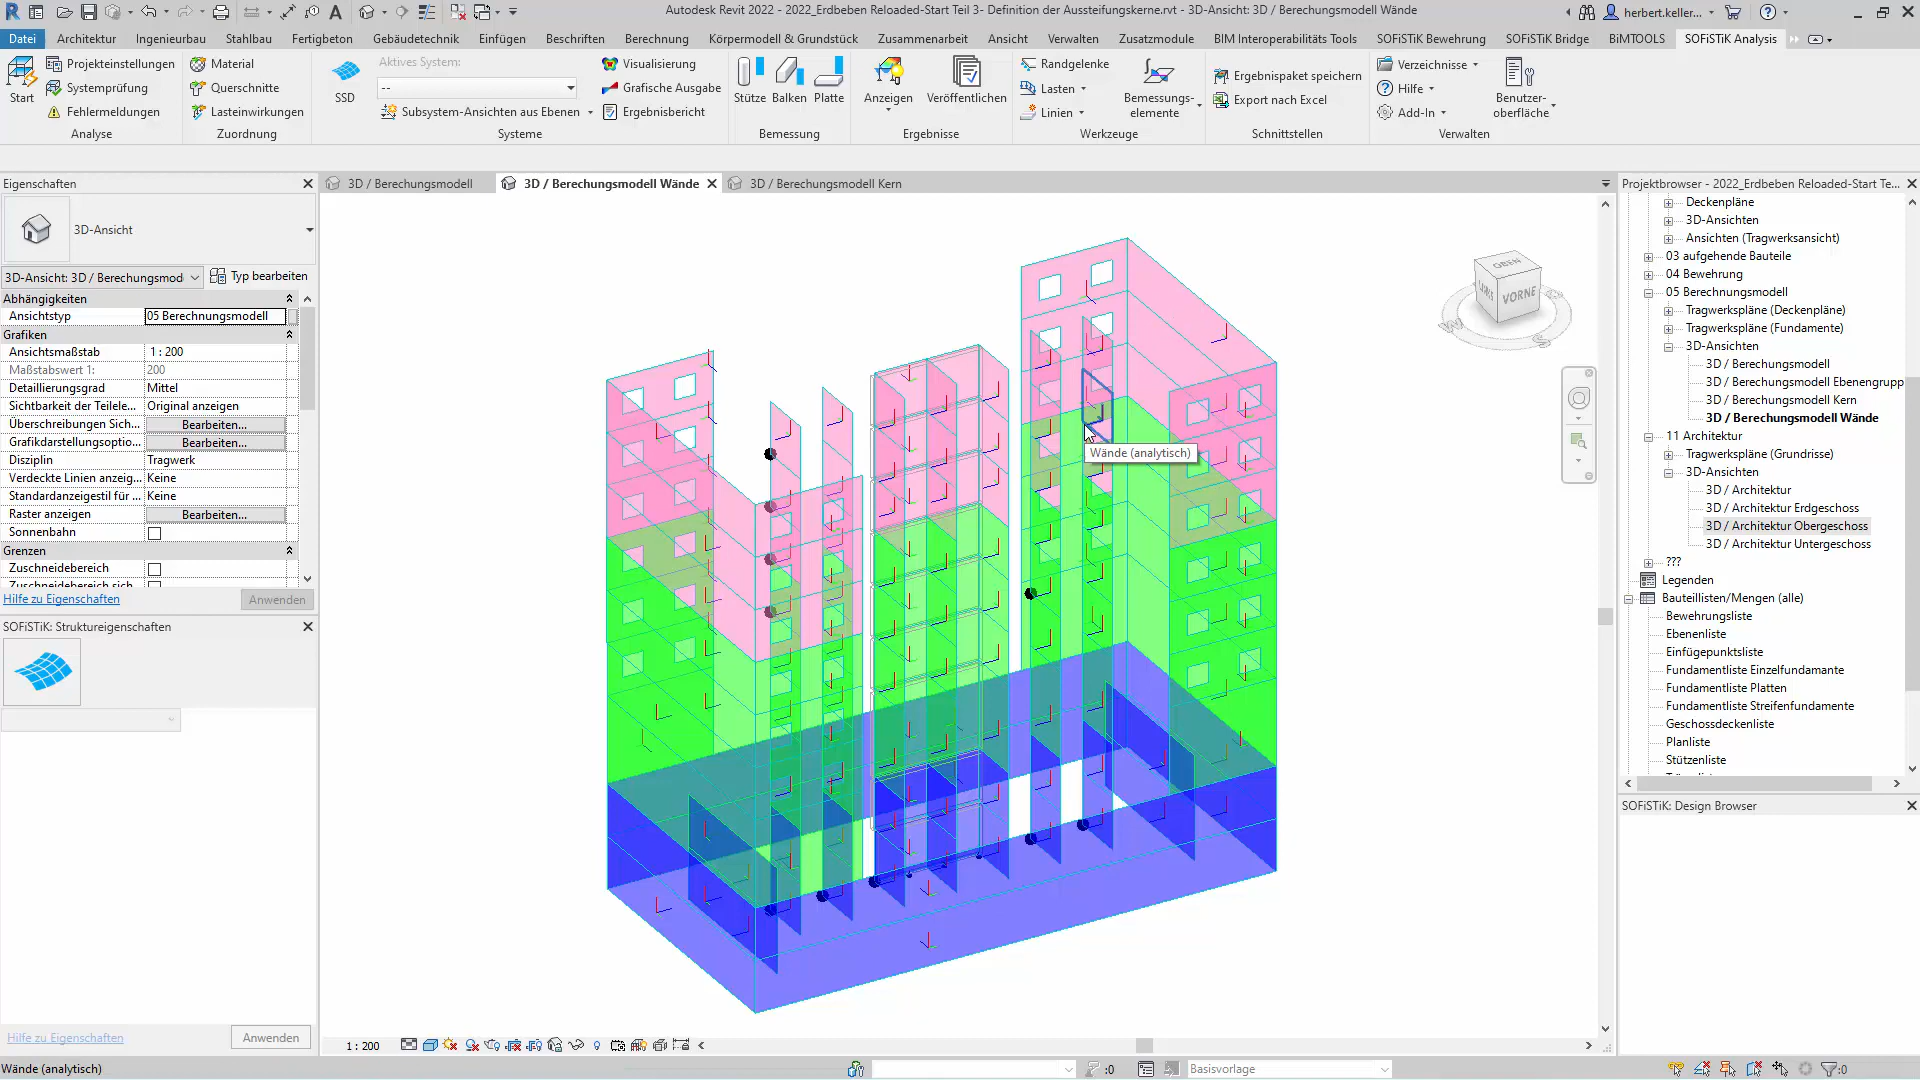 Autodesk Revit 2022 - 2022_Erdbeben Reloaded-Start Teil 3- Definition der Aussteifungskerne.rvt - 3D-Ansicht: 3D / Berechungsmodell Wände
herbert.keller...
Datei Architektur Ingenieurbau Stahlbau Fertigbeton Gebäudetechnik Einfügen Beschriften Berechnung Körpermodell & Grundstück Zusammenarbeit Ansicht Verwalten Zusatzmodule BIM Interoperabilitäts Tools SOFiSTiK Bewehrung SOFiSTiK Bridge BiMTOOLS SOFiSTiK Analysis
Start
Projekteinstellungen
Systemprüfung
Fehlermeldungen
Analyse
Material
Querschnitte
Lasteinwirkungen
Zuordnung
SSD
Aktives System:
--
Subsystem-Ansichten aus Ebenen
Visualisierung
Grafische Ausgabe
Ergebnisbericht
Systeme
Stütze Balken Platte
Bemessung
Anzeigen Veröffentlichen
Ergebnisse
Randgelenke
Lasten
Linien
Bemessungs-
elemente
Werkzeuge
Ergebnispaket speichern
Export nach Excel
Schnittstellen
Verzeichnisse
Hilfe
Add-In
Benutzer-
oberfläche
Verwalten
Eigenschaften
3D-Ansicht
3D-Ansicht: 3D / Berechungsmod
Typ bearbeiten
Abhängigkeiten
Ansichtstyp 05 Berechnungsmodell
Grafiken
Ansichtsmaßstab 1 : 200
Maßstabswert 1: 200
Detaillierungsgrad Mittel
Sichtbarkeit der Teilele... Original anzeigen
Überschreibungen Sich... Bearbeiten...
Grafikdarstellungsoptio... Bearbeiten...
Disziplin Tragwerk
Verdeckte Linien anzeig... Keine
Standardanzeigestil für ... Keine
Raster anzeigen Bearbeiten...
Sonnenbahn
Grenzen
Zuschneidebereich
Zuschneidebereich sich
Hilfe zu Eigenschaften
Anwenden
SOFiSTiK: Struktureigenschaften
Hilfe zu Eigenschaften
Anwenden
3D / Berechungsmodell
3D / Berechungsmodell Wände
3D / Berechungsmodell Kern
OBEN
LINKS
VORNE
Wände (analytisch)
1 : 200
Projektbrowser - 2022_Erdbeben Reloaded-Start Te...
Deckenpläne
3D-Ansichten
Ansichten (Tragwerksansicht)
03 aufgehende Bauteile
04 Bewehrung
05 Berechnungsmodell
Tragwerkspläne (Deckenpläne)
Tragwerkspläne (Fundamente)
3D-Ansichten
3D / Berechungsmodell
3D / Berechungsmodell Ebenengrupp
3D / Berechungsmodell Kern
3D / Berechungsmodell Wände
11 Architektur
Tragwerkspläne (Grundrisse)
3D-Ansichten
3D / Architektur
3D / Architektur Erdgeschoss
3D / Architektur Obergeschoss
3D / Architektur Untergeschoss
???
Legenden
Bauteillisten/Mengen (alle)
Bewehrungsliste
Ebenenliste
Einfügepunktsliste
Fundamentliste Einzelfundamante
Fundamentliste Platten
Fundamentliste Streifenfundamente
Geschossdeckenliste
Planliste
Stützenliste
SOFiSTiK: Design Browser
Wände (analytisch)
:0
Basisvorlage
:0